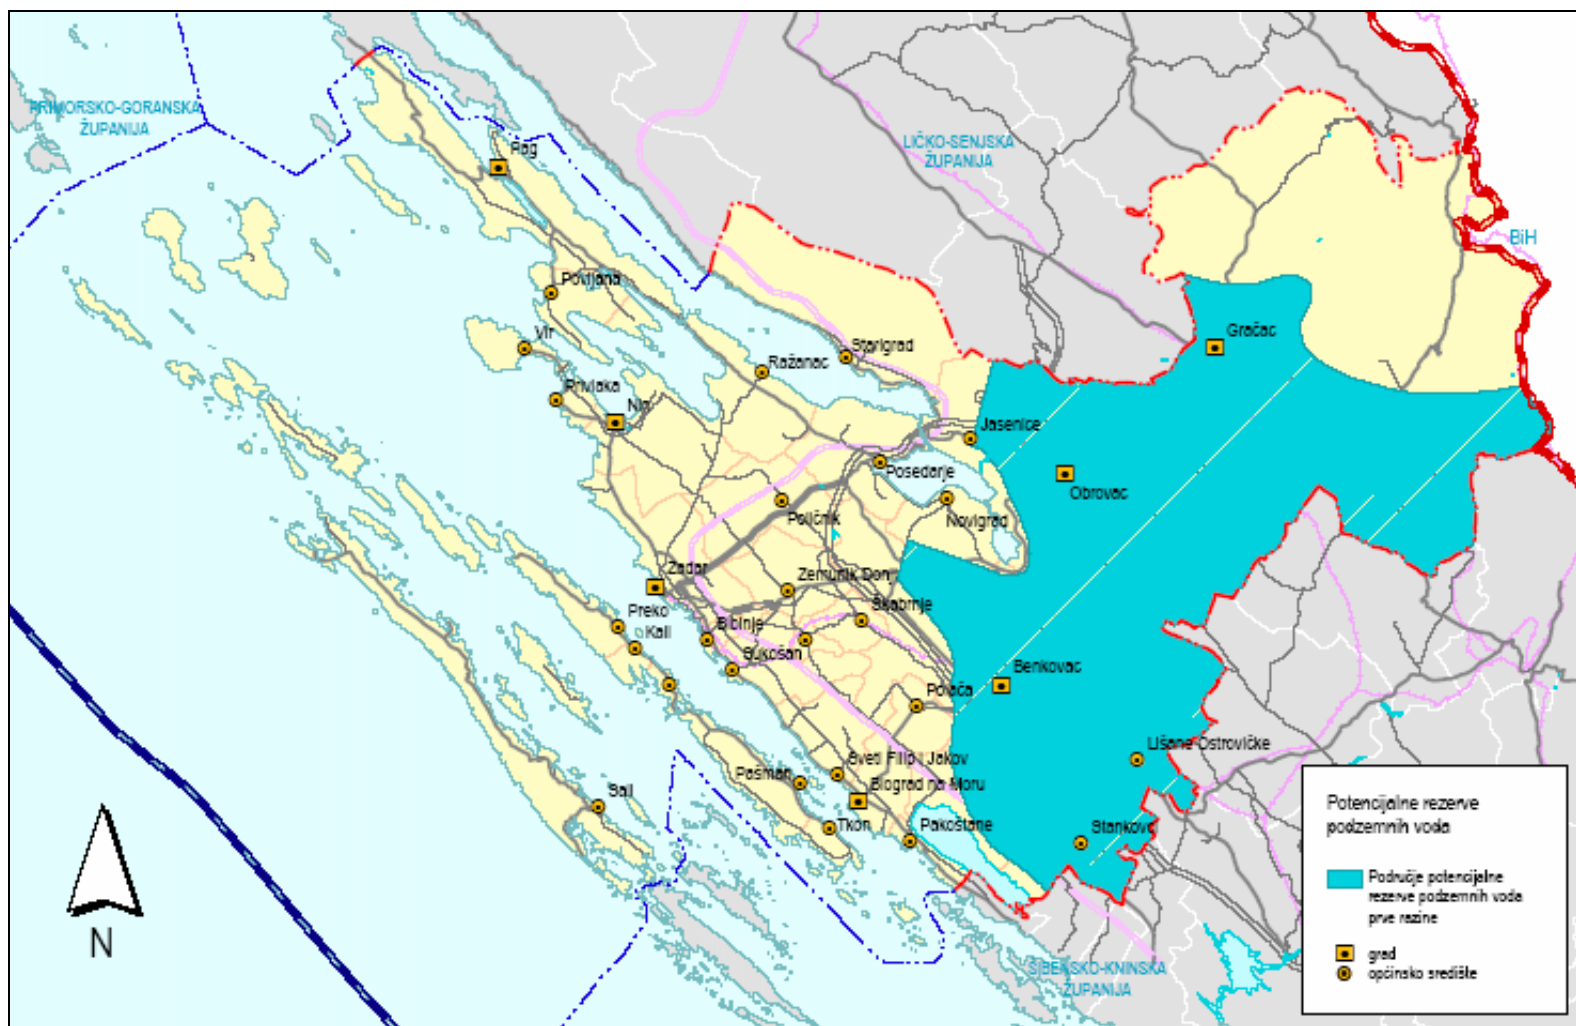 PRIMORSKO-GORANSKA
ŽUPANIJA
LIČKO-SENJSKA
ŽUPANIJA
BiH
Pag
Povljana
Vir
Privlaka
Nin
Ražanac
Starigrad
Gračac
Jasenice
Posedarje
Obrovac
Novigrad
Poličnik
Zadar
Zemunik Donji
Škabrnje
Preko
Kali
Bibinje
Sukošan
Benkovac
Polača
Lišane Ostrovičke
Sveti Filip i Jakov
Pašman
Biograd na Moru
Sali
Tkon
Pakoštane
Stankovci
ŠIBENSKO-KNINSKA
ŽUPANIJA
N
Potencijalne rezerve
podzemnih voda
Područje potencijalne
rezerve podzemnih voda
prve razine
grad
općinsko središte